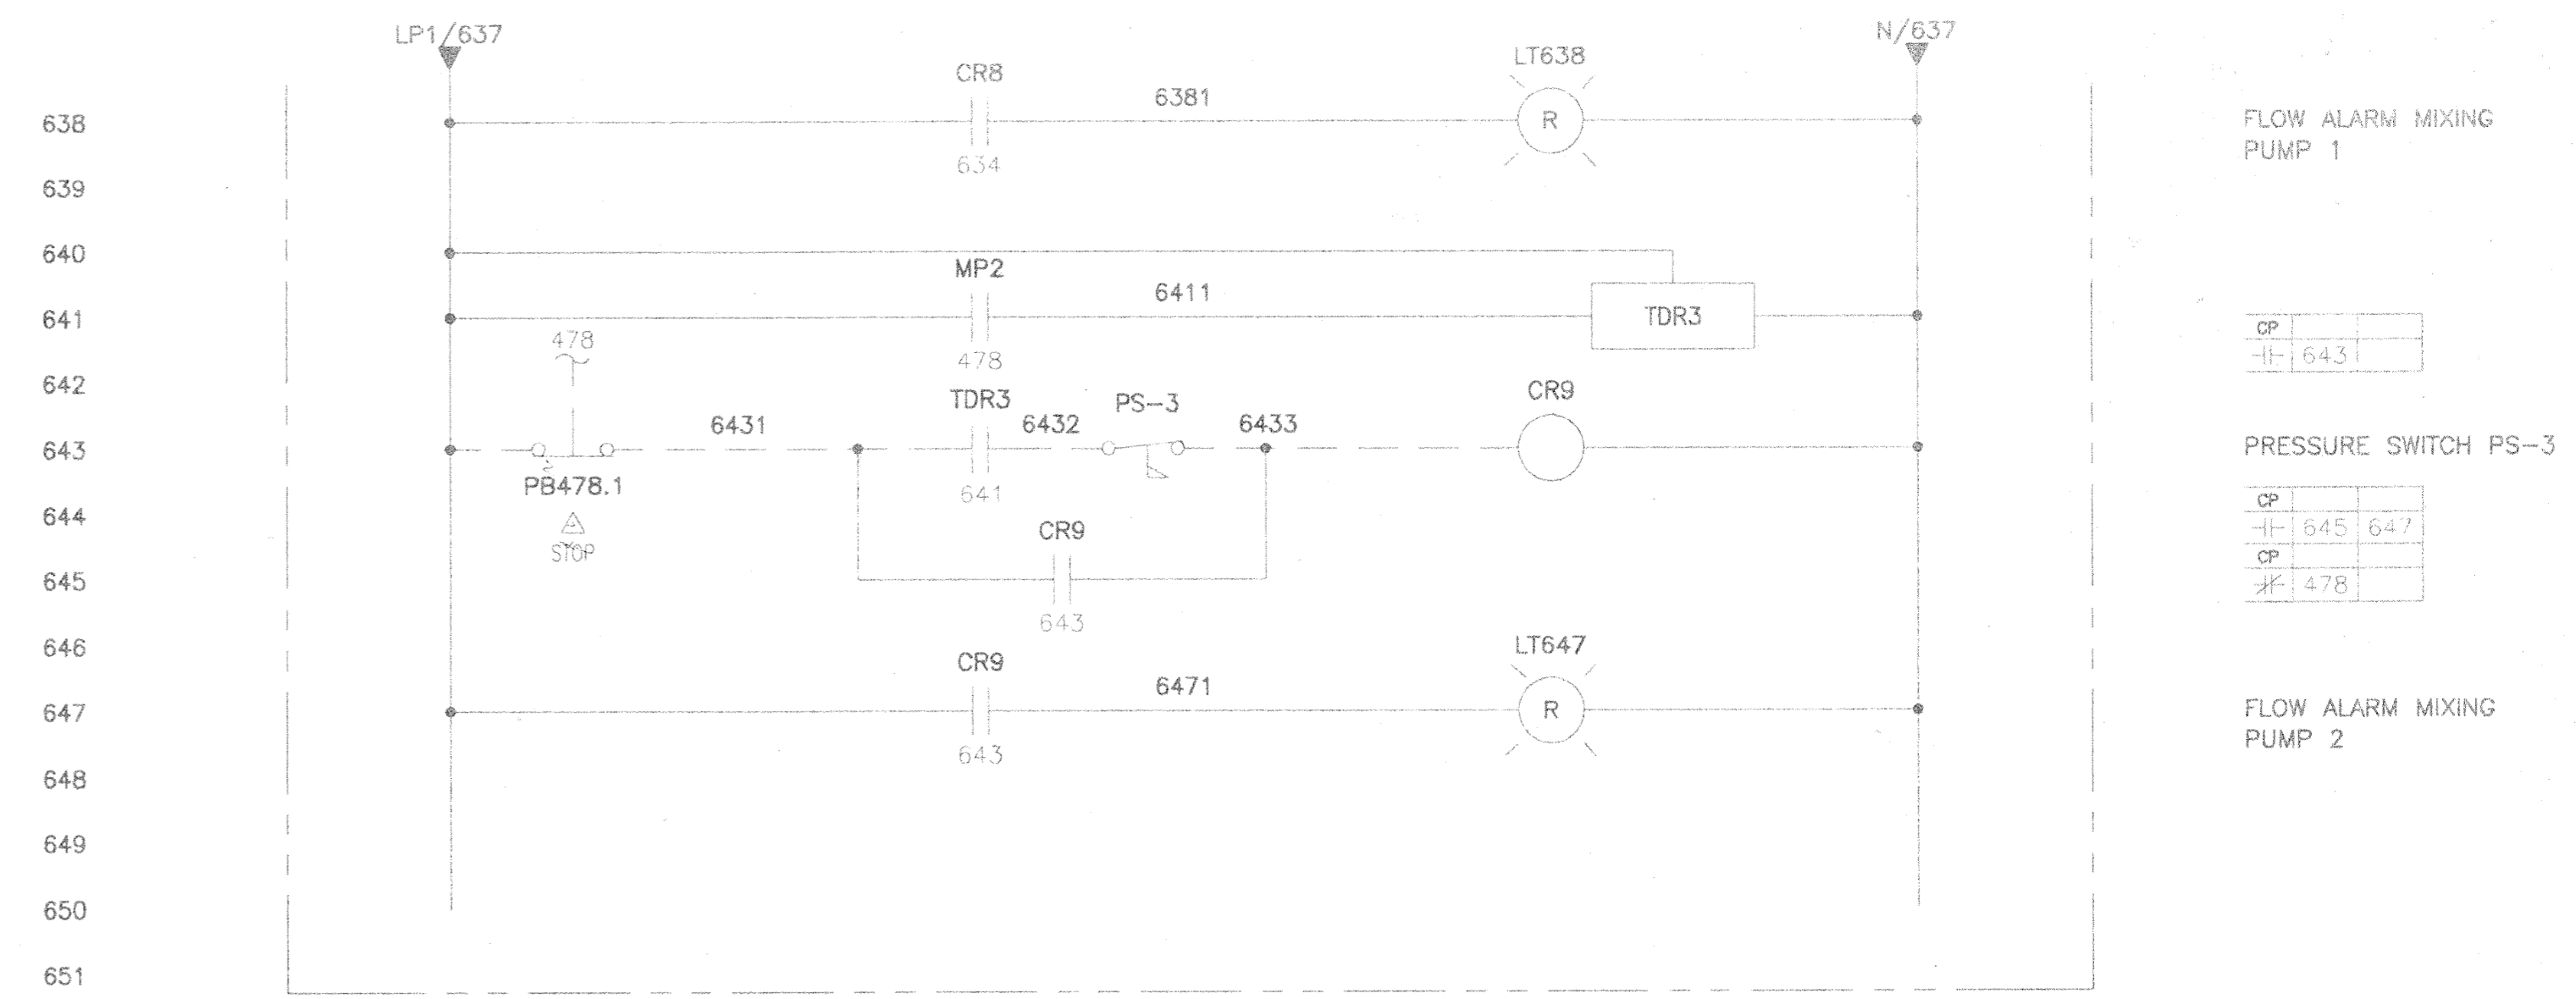 LP1/637
N/637
638
CR8
634
6381
LT638
R
FLOW ALARM MIXING
PUMP 1
639
640
641
MP2
478
6411
TDR3
CP
643
642
643
478
PB478.1
STOP
6431
TDR3
641
6432
PS-3
6433
CR9
PRESSURE SWITCH PS-3
644
CP
645 647
CP
478
645
CR9
643
646
647
CR9
643
6471
LT647
R
FLOW ALARM MIXING
PUMP 2
648
649
650
651